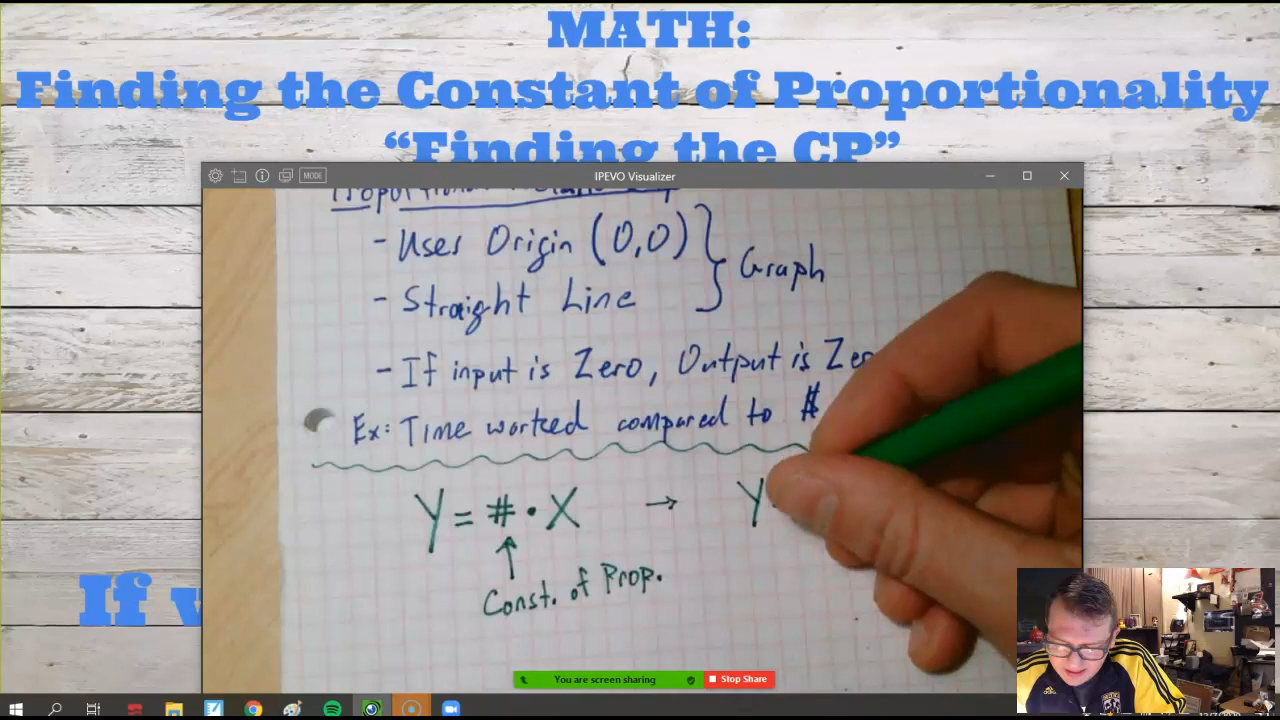 MATH:
Finding the Constant of Proportionality
“Finding the CP”
MODE
IPEVO Visualizer
- Uses Origin (0,0)
- Straight Line
Graph
- If input is Zero, Output is
Ex: Time worked compared to $
Y = # · X → Y
Const. of Prop.
If
You are screen sharing
Stop Share